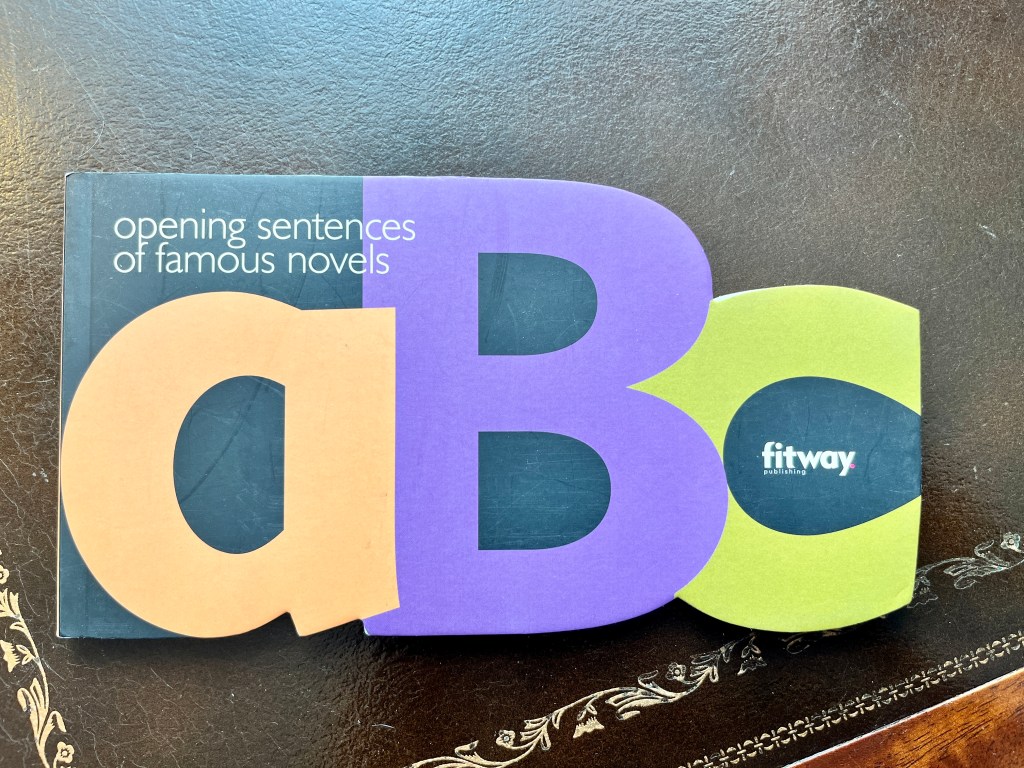 opening sentences
of famous novels
aBc
fitway.
publishing